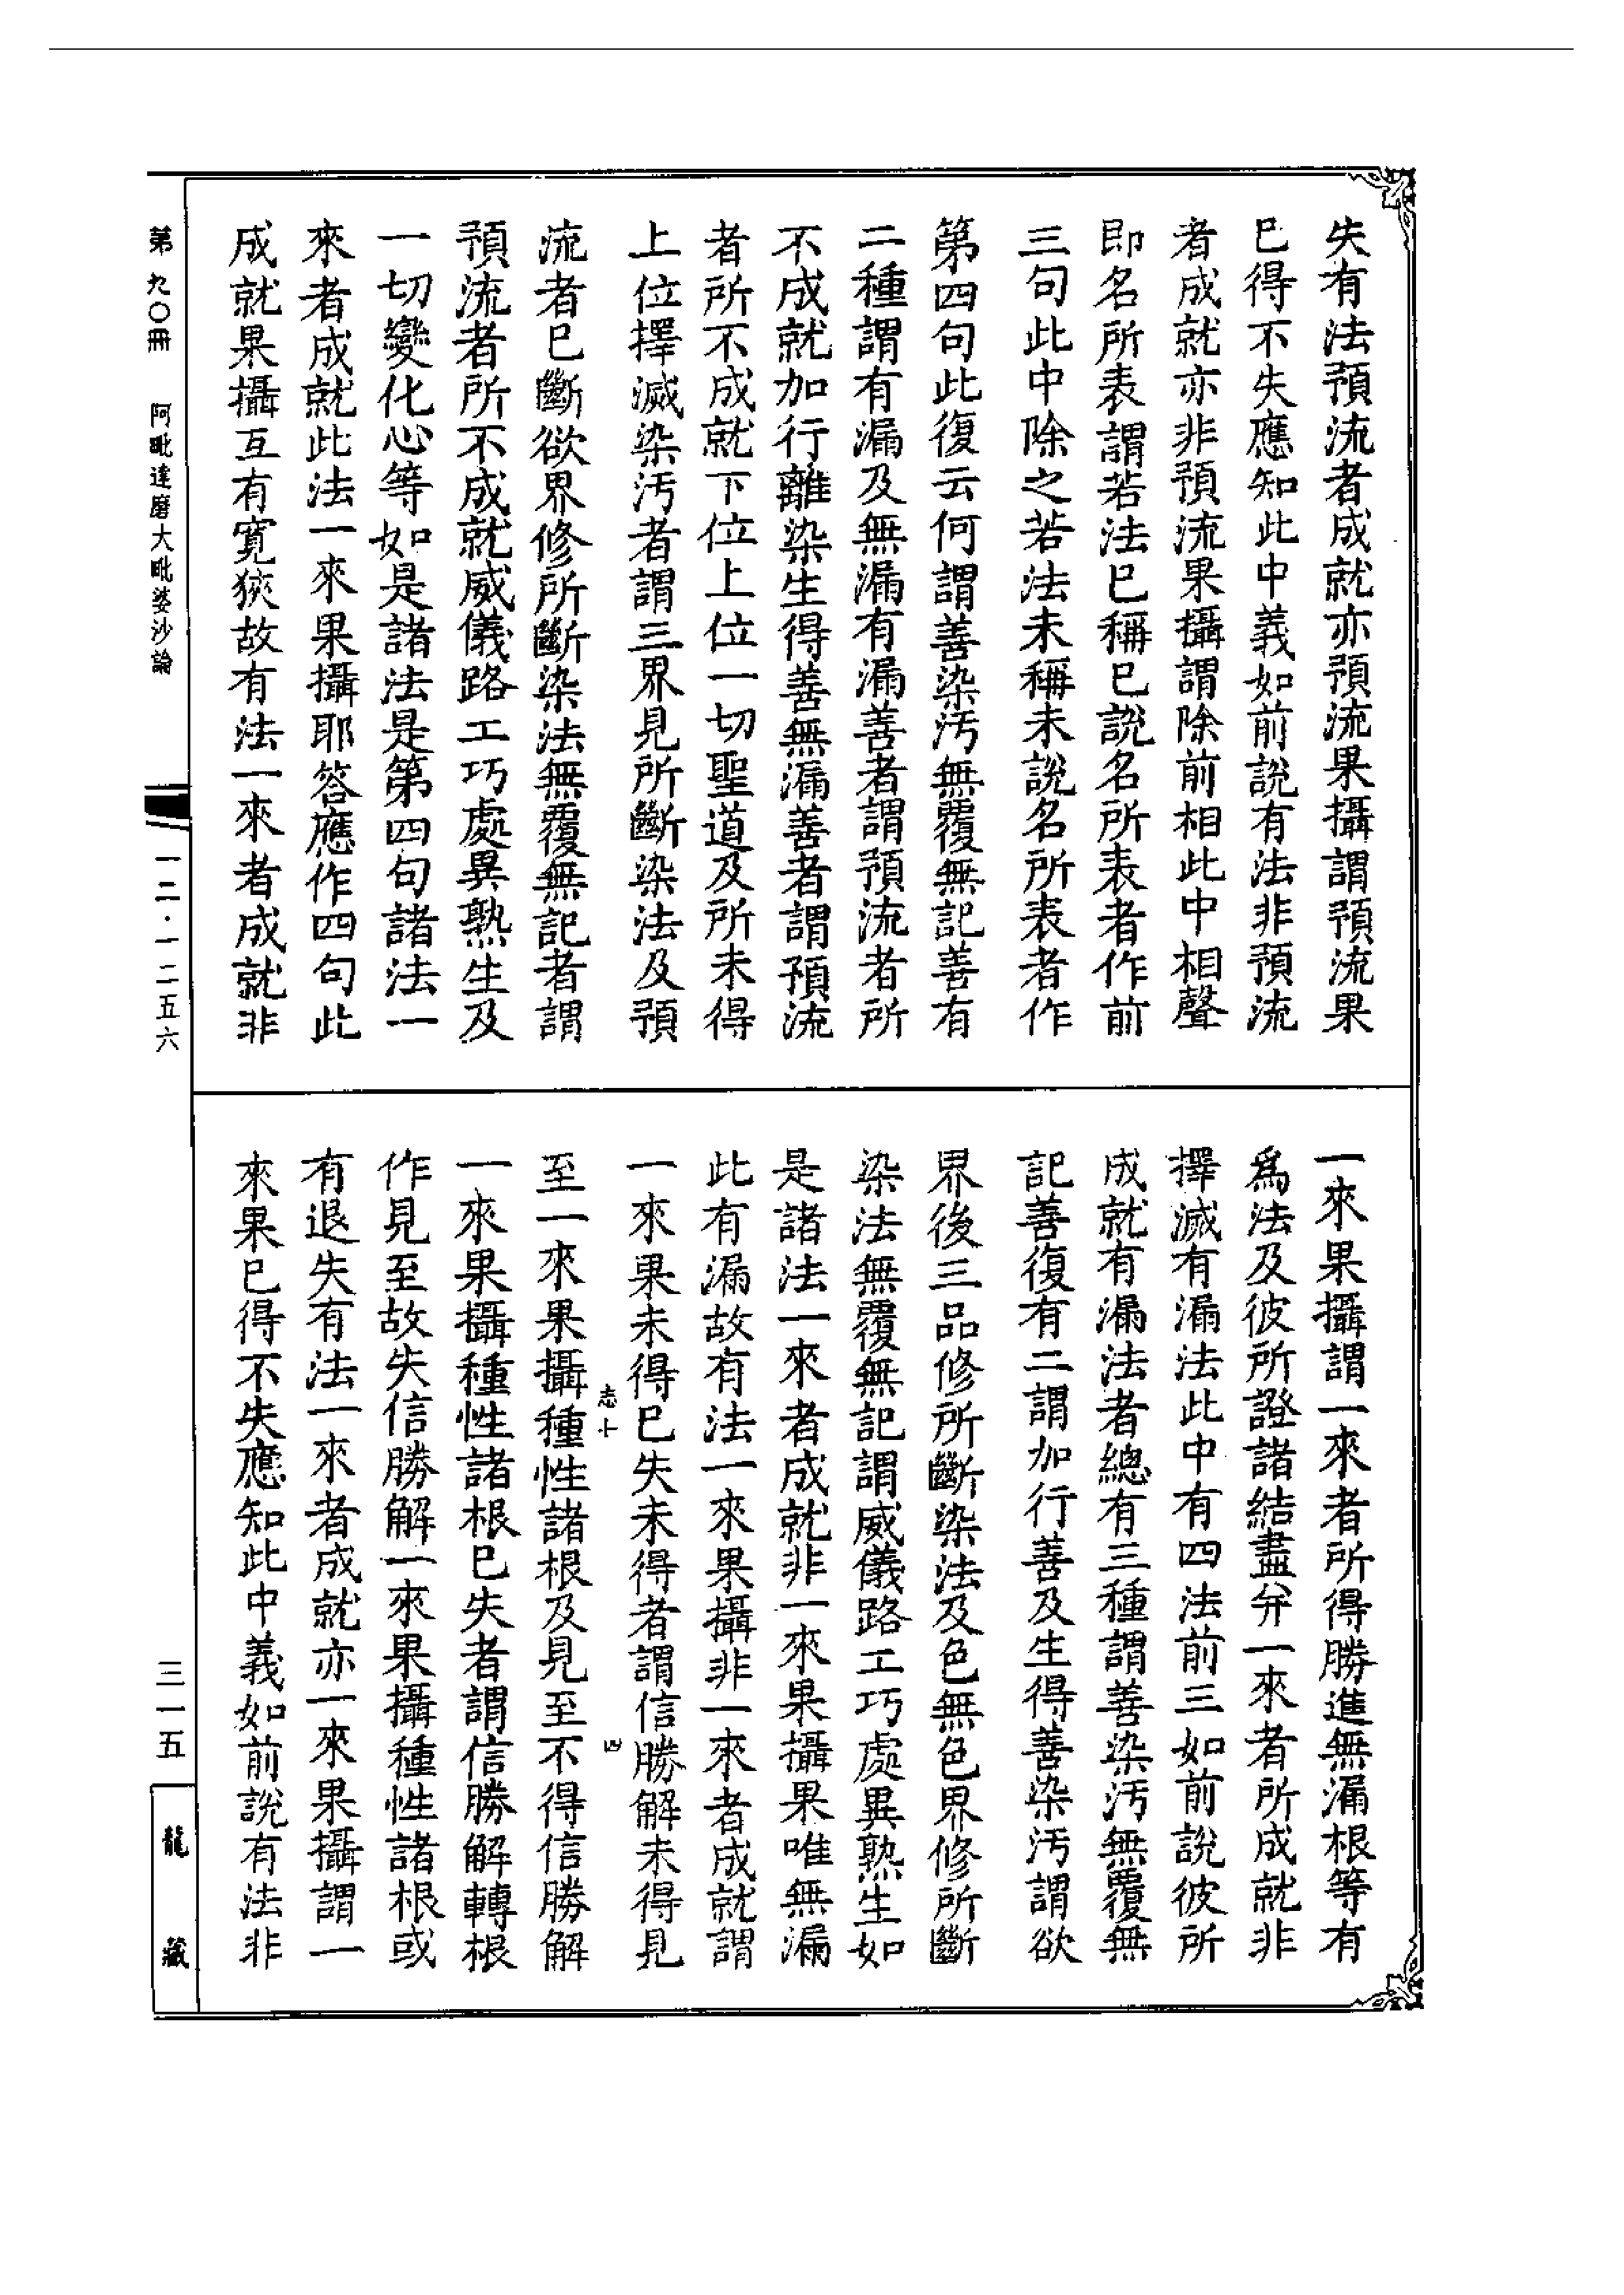 失有法預流者成就亦預流果攝謂預流果
已得不失應知此中義如前說有法非預流
者成就亦非預流果攝謂除前相此中相聲
即名所表謂若法已稱已說名所表者作前
三句此中除之若法未稱未說名所表者作
第四句此復云何謂善染污無覆無記善有
二種謂有漏及無漏有漏善者謂預流者所
不成就加行離染生得善無漏善者謂預流
者所不成就下位上位一切聖道及所未得
上位擇滅染污者謂三界見所斷染法及預
流者已斷欲界修所斷染法無覆無記者謂
預流者所不成就威儀路工巧處異熟生及
一切變化心等如是諸法是第四句諸法一
來者成就此法一來果攝耶答應作四句此
成就果攝互有寬狹故有法一來者成就非
一來果攝謂一來者所得勝進無漏根等有
為法及彼所證諸結盡并一來者所成就非
擇滅有漏法此中有四法前三如前說彼所
成就有漏法者總有三種謂善染污無覆無
記善復有二謂加行善及生得善染污謂欲
界後三品修所斷染法及色無色界修所斷
染法無覆無記謂威儀路工巧處異熟生如
是諸法一來者成就非一來果攝果唯無漏
此有漏故有法一來果攝非一來者成就謂
一來果未得已失未得者謂信勝解未得見
志十 四
至一來果攝種性諸根及見至不得信勝解
一來果攝種性諸根已失者謂信勝解轉根
作見至故失信勝解一來果攝種性諸根或
有退失有法一來者成就亦一來果攝謂一
來果已得不失應知此中義如前說有法非
第九〇冊 阿毗達磨大毗婆沙論
一二·一二五六
三一五
龍藏